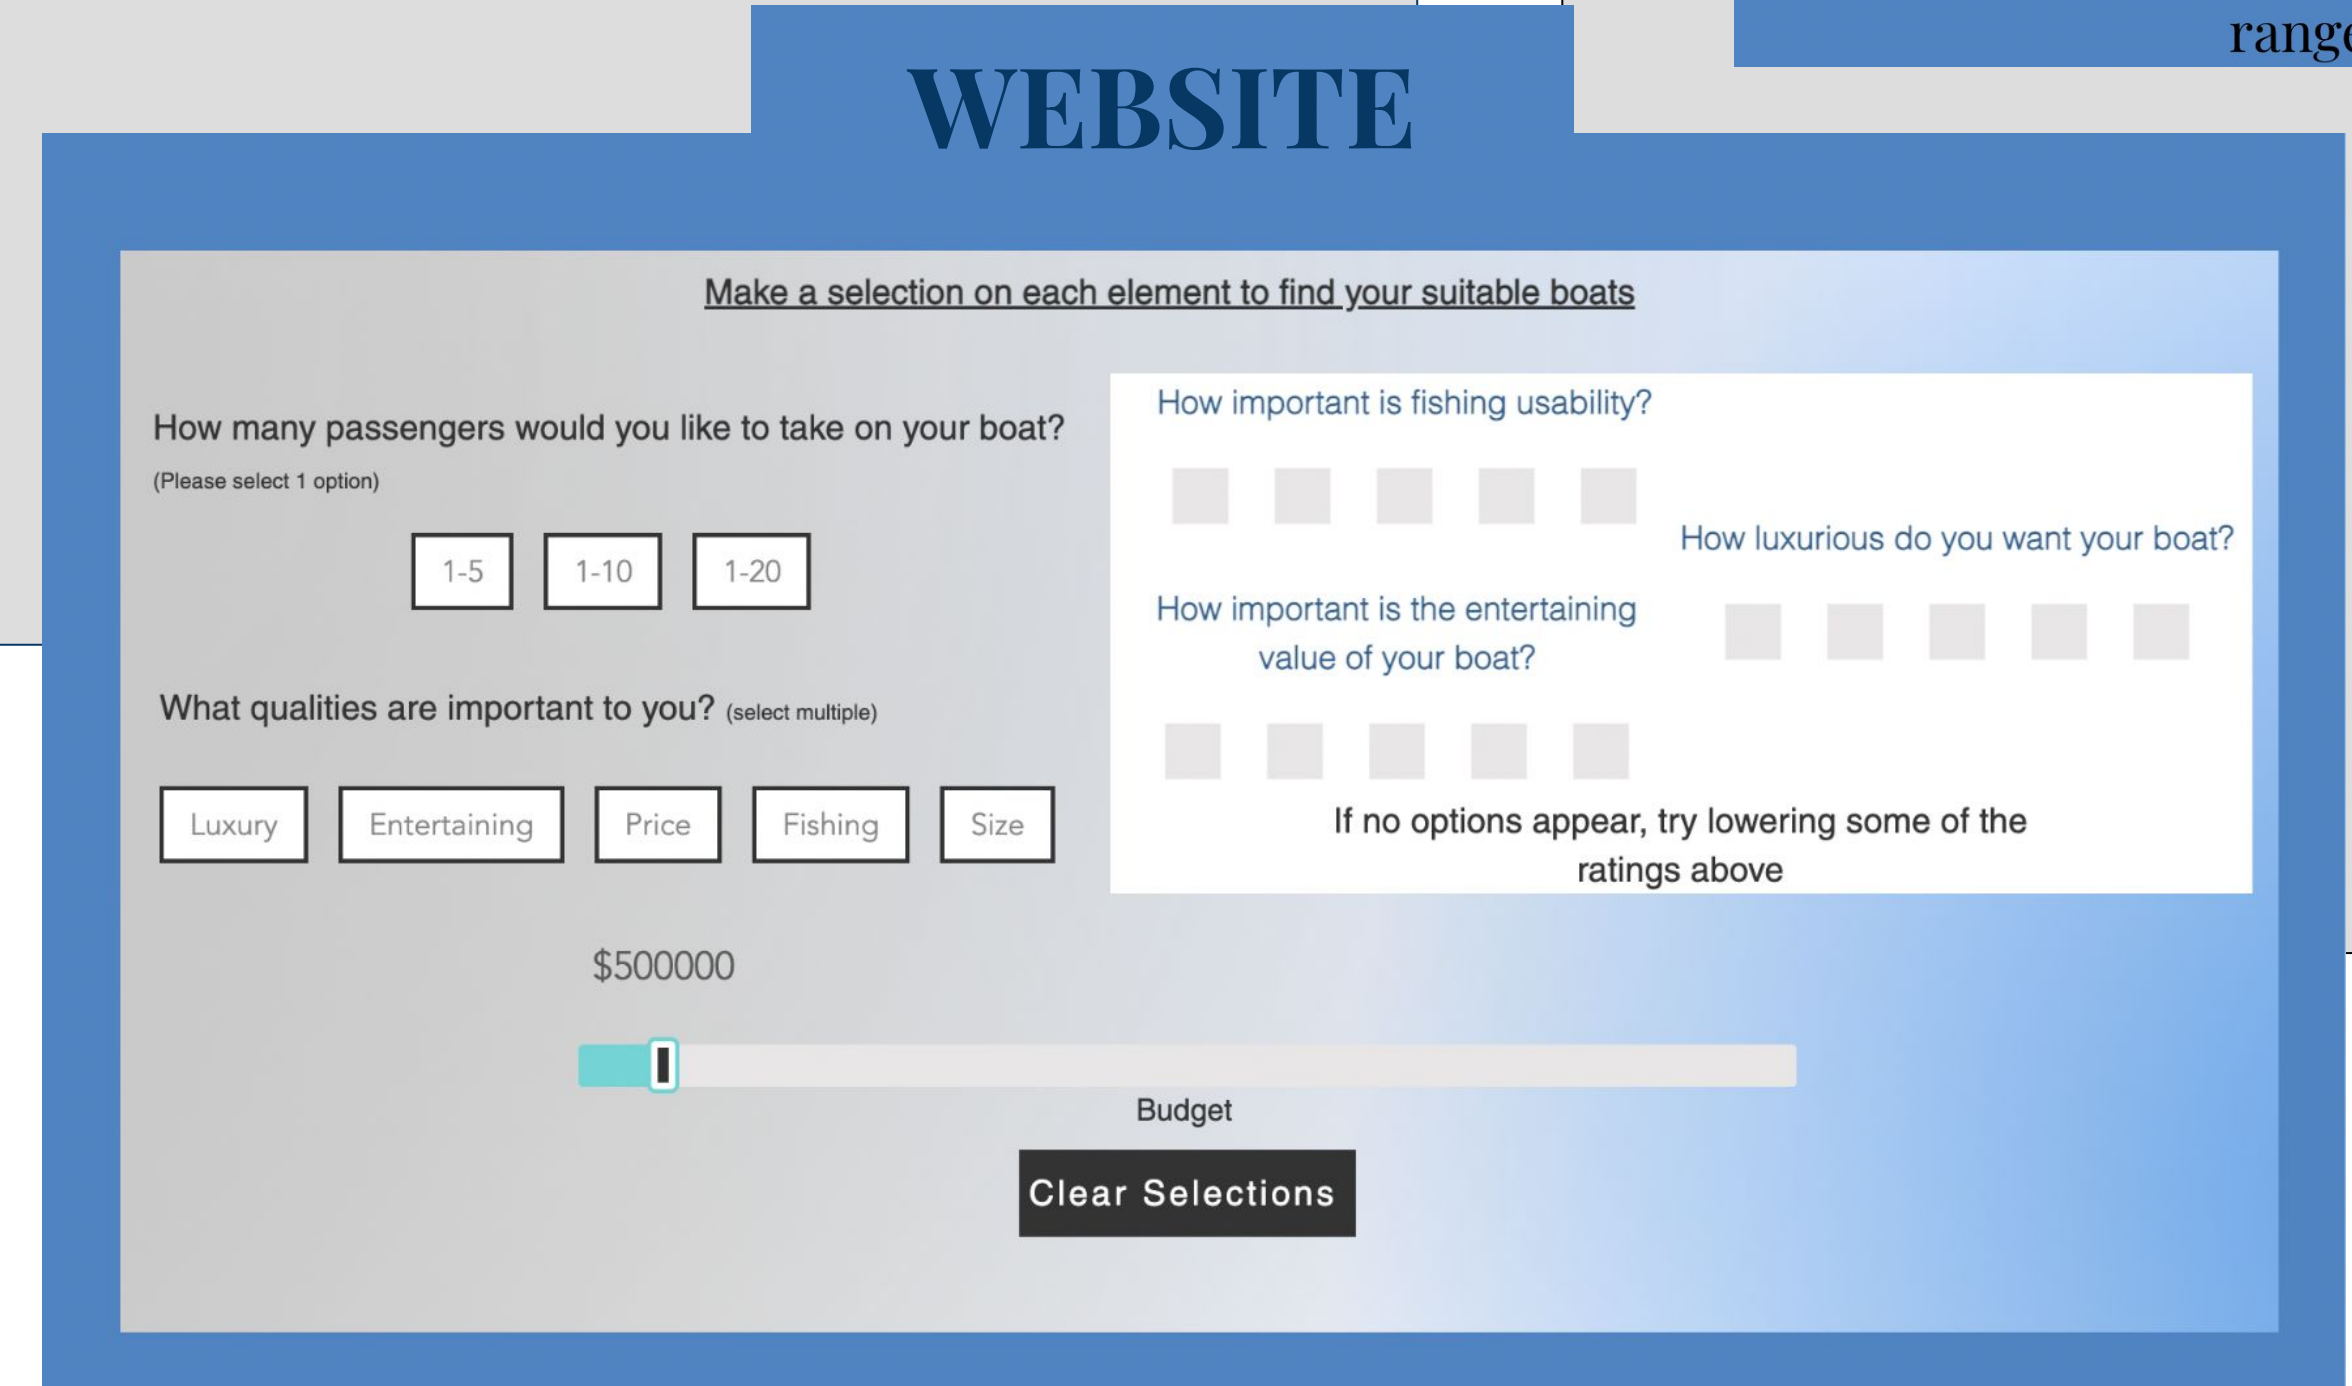 WEBSITE
Make a selection on each element to find your suitable boats
How many passengers would you like to take on your boat?
(Please select 1 option)
1-5
1-10
1-20
What qualities are important to you? (select multiple)
Luxury
Entertaining
Price
Fishing
Size
How important is fishing usability?
How luxurious do you want your boat?
How important is the entertaining
value of your boat?
If no options appear, try lowering some of the
ratings above
$500000
Budget
Clear Selections